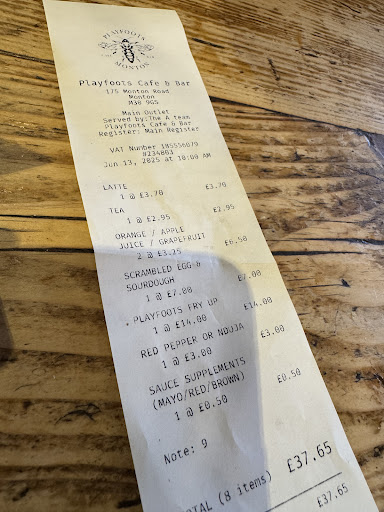 PLAYFOOTS
MONTON
Playfoots Cafe & Bar
175 Monton Road
Monton
M30 9GS
Main Outlet
Served by:The A team
Playfoots Cafe & Bar
Register: Main Register
VAT Number 185556079
#234003
Jun 13, 2025 at 10:00 AM
LATTE £3.70
1 @ £3.70
TEA £2.95
1 @ £2.95
ORANGE / APPLE
JUICE / GRAPEFRUIT £6.50
2 @ £3.25
SCRAMBLED EGG &
SOURDOUGH £7.00
1 @ £7.00
PLAYFOOTS FRY UP £14.00
1 @ £14.00
RED PEPPER OR NDUJA £3.00
1 @ £3.00
SAUCE SUPPLEMENTS
(MAYO/RED/BROWN) £0.50
1 @ £0.50
Note: 9
TOTAL (8 items) £37.65
£37.65